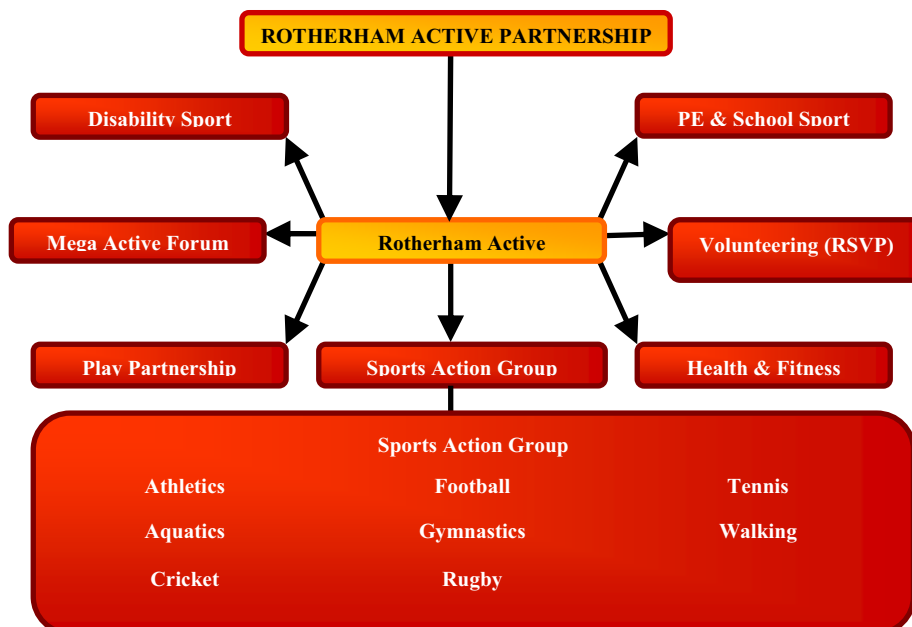 ROTHERHAM ACTIVE PARTNERSHIP
Disability Sport
PE & School Sport
Mega Active Forum
Rotherham Active
Volunteering (RSVP)
Play Partnership
Sports Action Group
Health & Fitness
Sports Action Group
Athletics
Football
Tennis
Aquatics
Gymnastics
Walking
Cricket
Rugby